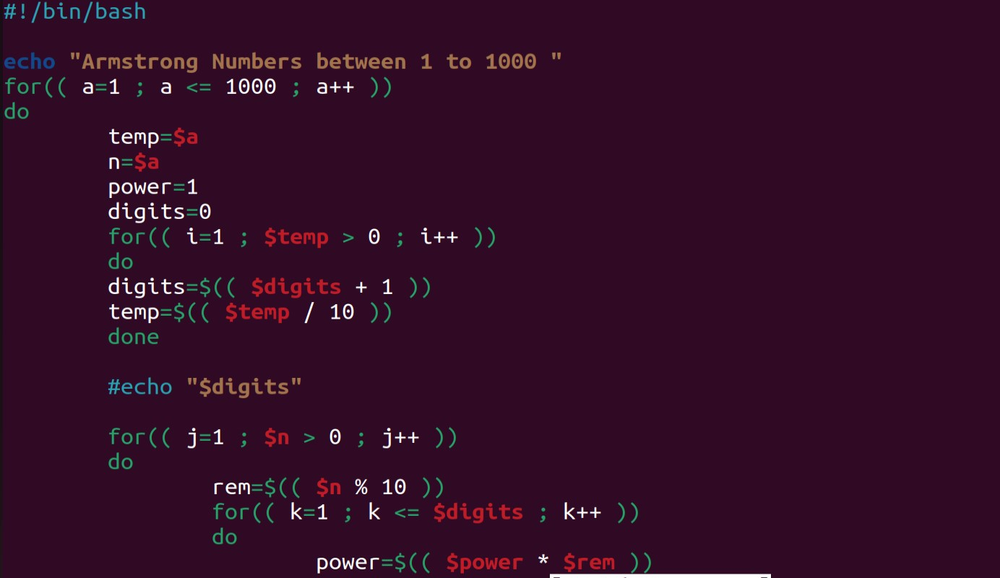 #!/bin/bash
echo "Armstrong Numbers between 1 to 1000 "
for(( a=1 ; a <= 1000 ; a++ ))
do
temp=$a
n=$a
power=1
digits=0
for(( i=1 ; $temp > 0 ; i++ ))
do
digits=$(( $digits + 1 ))
temp=$(( $temp / 10 ))
done
#echo "$digits"
for(( j=1 ; $n > 0 ; j++ ))
do
rem=$(( $n % 10 ))
for(( k=1 ; k <= $digits ; k++ ))
do
power=$(( $power * $rem ))